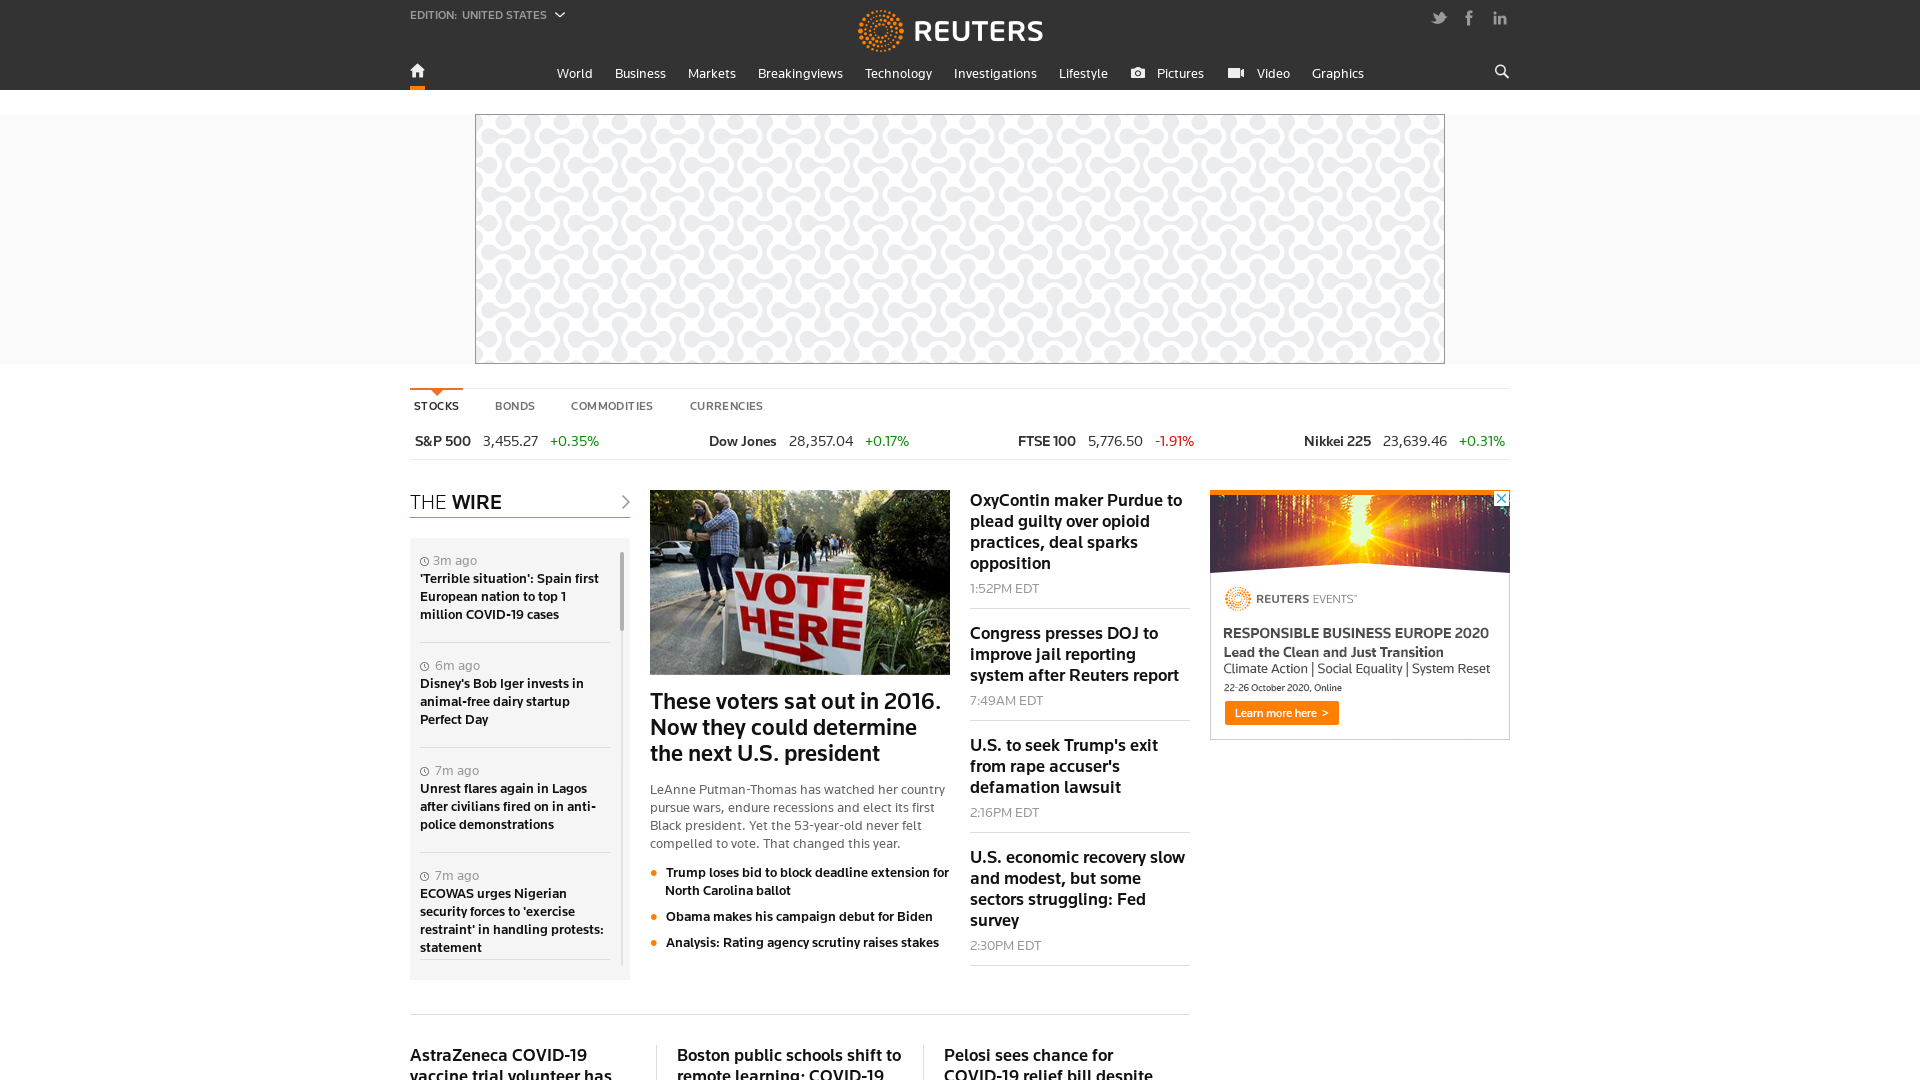 EDITION: UNITED STATES
REUTERS
World
Business
Markets
Breakingviews
Technology
Investigations
Lifestyle
Pictures
Video
Graphics
STOCKS
BONDS
COMMODITIES
CURRENCIES
S&P 500 3,455.27 +0.35%
Dow Jones 28,357.04 +0.17%
FTSE 100 5,776.50 -1.91%
Nikkei 225 23,639.46 +0.31%
THE WIRE
3m ago
'Terrible situation': Spain first
European nation to top 1
million COVID-19 cases
6m ago
Disney's Bob Iger invests in
animal-free dairy startup
Perfect Day
7m ago
Unrest flares again in Lagos
after civilians fired on in anti-
police demonstrations
7m ago
ECOWAS urges Nigerian
security forces to 'exercise
restraint' in handling protests:
statement
VOTE
HERE
These voters sat out in 2016.
Now they could determine
the next U.S. president
LeAnne Putman-Thomas has watched her country
pursue wars, endure recessions and elect its first
Black president. Yet the 53-year-old never felt
compelled to vote. That changed this year.
Trump loses bid to block deadline extension for
North Carolina ballot
Obama makes his campaign debut for Biden
Analysis: Rating agency scrutiny raises stakes
OxyContin maker Purdue to
plead guilty over opioid
practices, deal sparks
opposition
1:52PM EDT
Congress presses DOJ to
improve jail reporting
system after Reuters report
7:49AM EDT
U.S. to seek Trump's exit
from rape accuser's
defamation lawsuit
2:16PM EDT
U.S. economic recovery slow
and modest, but some
sectors struggling: Fed
survey
2:30PM EDT
REUTERS EVENTS™
RESPONSIBLE BUSINESS EUROPE 2020
Lead the Clean and Just Transition
Climate Action | Social Equality | System Reset
22-26 October 2020, Online
Learn more here >
AstraZeneca COVID-19
vaccine trial volunteer has
Boston public schools shift to
remote learning; COVID-19
Pelosi sees chance for
COVID-19 relief bill despite